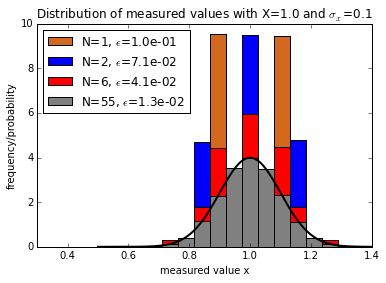 Distribution of measured values with X=1.0 and σₓ=0.1
N=1, ϵ=1.0e-01
N=2, ϵ=7.1e-02
N=6, ϵ=4.1e-02
N=55, ϵ=1.3e-02
frequency/probability
10
8
6
4
2
0
0.4 0.6 0.8 1.0 1.2 1.4
measured value x